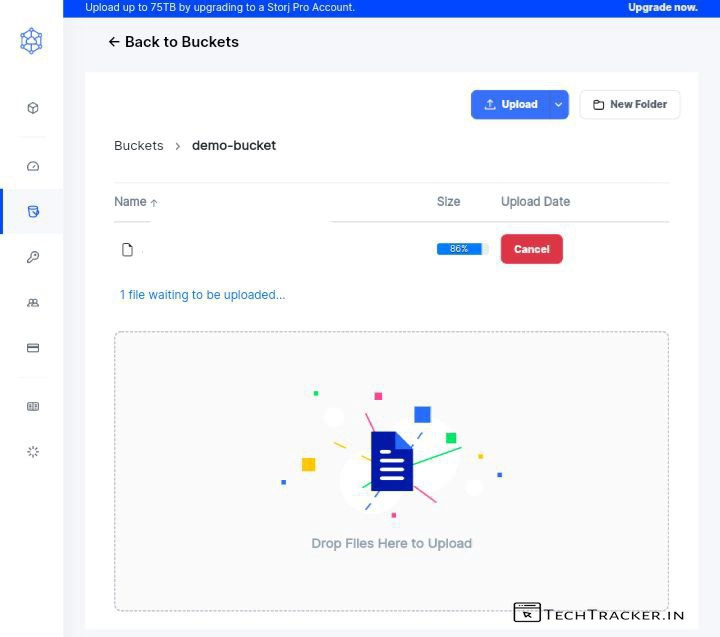 Upload up to 75TB by upgrading to a Storj Pro Account. Upgrade now.
← Back to Buckets
Upload New Folder
Buckets > demo-bucket
Name ↑ Size Upload Date
86% Cancel
1 file waiting to be uploaded...
Drop Files Here to Upload
TechTracker.in